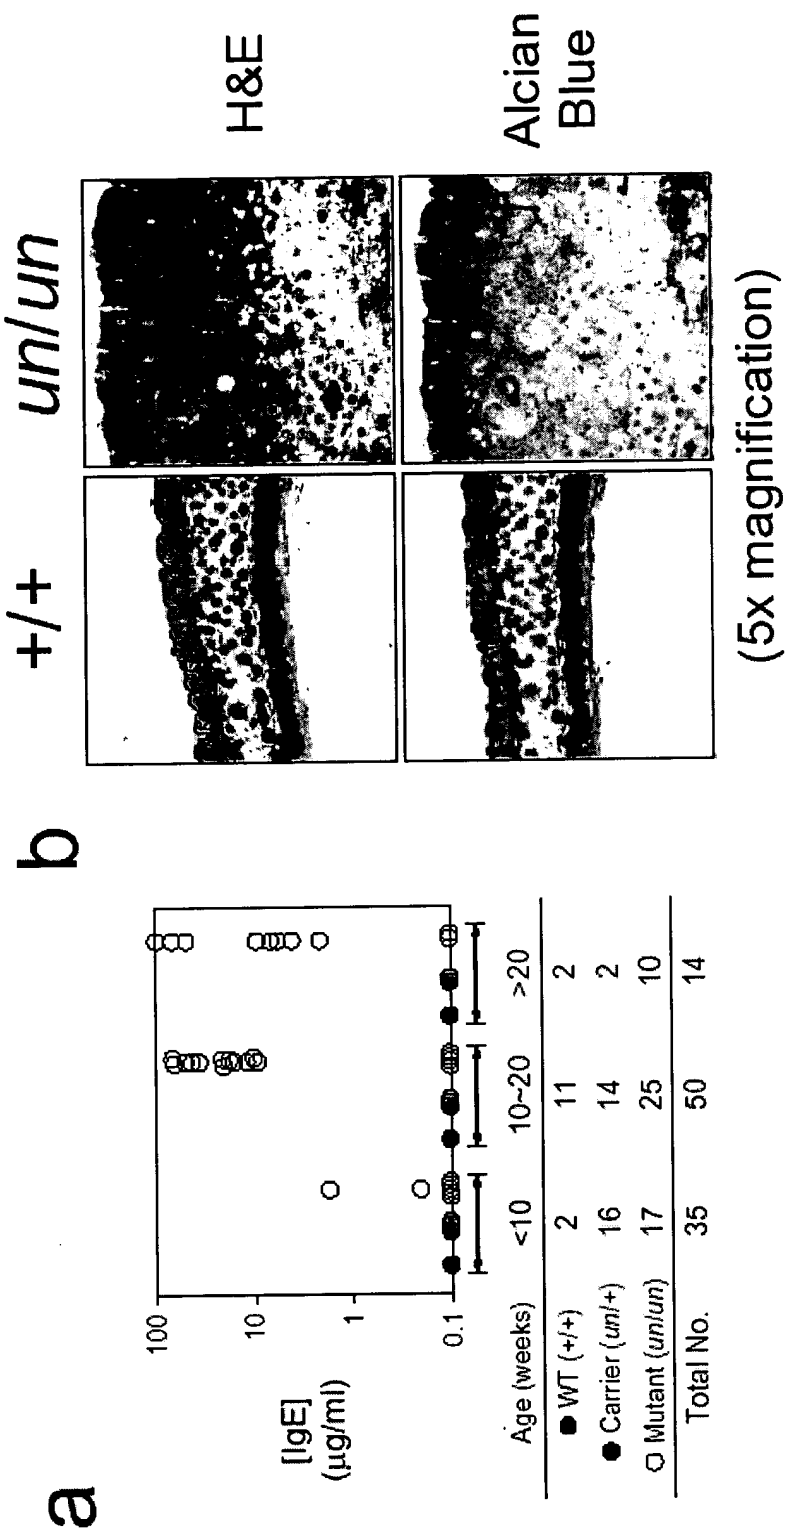 a
[IgE]
(µg/ml)
100
10
1
0.1
Age (weeks) <10 10~20 >20
WT (+/+) 2 11 2
Carrier (un/+) 16 14 2
Mutant (un/un) 17 25 10
Total No. 35 50 14
b
+/+ un/un
H&E
Alcian
Blue
(5x magnification)